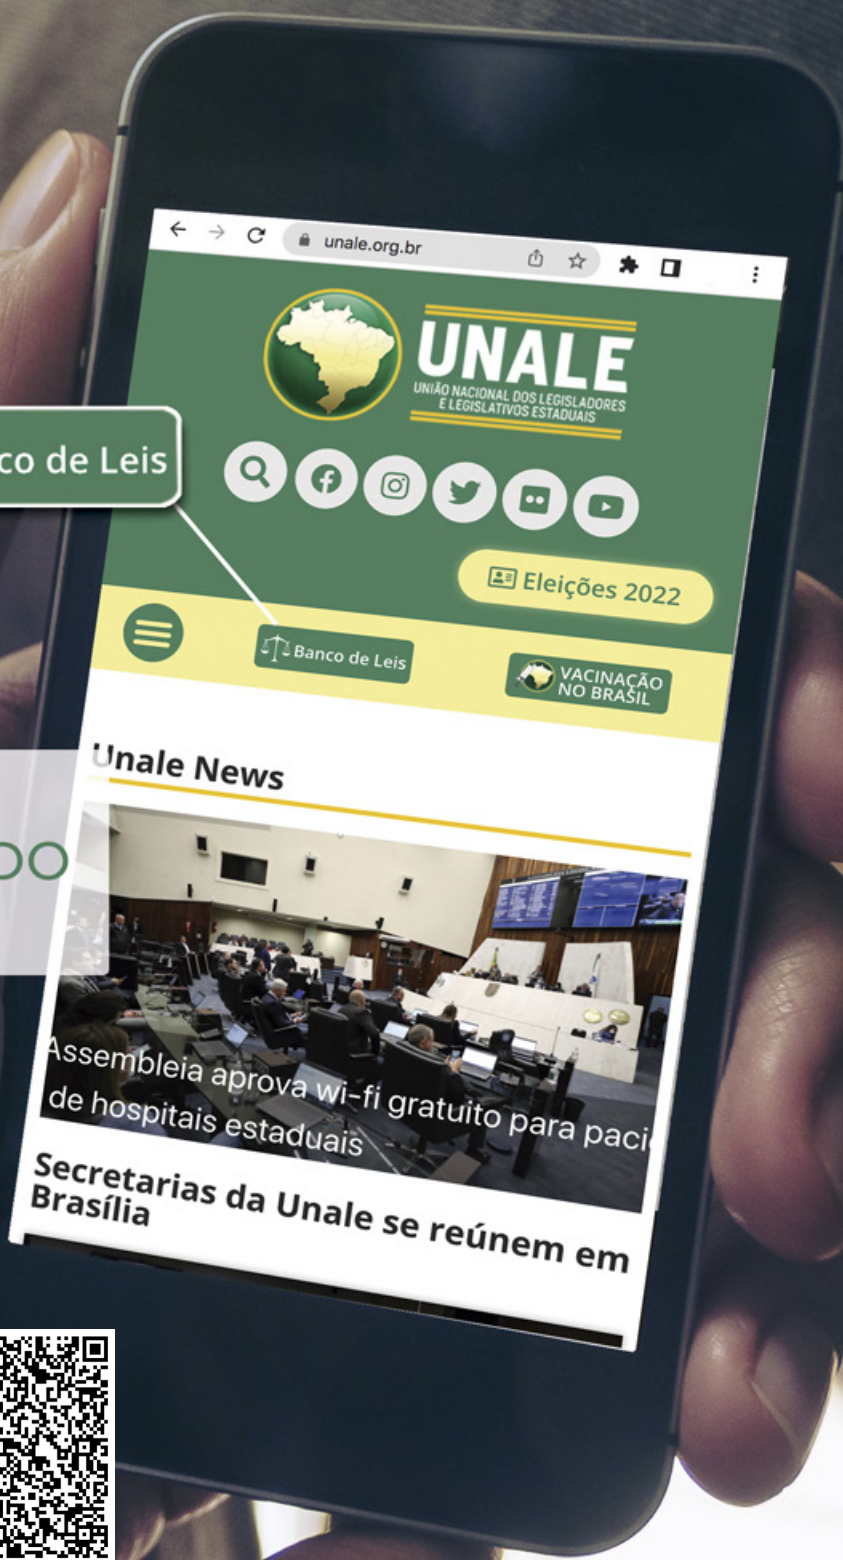 unale.org.br
UNALE
UNIÃO NACIONAL DOS LEGISLADORES
E LEGISLATIVOS ESTADUAIS
co de Leis
Eleições 2022
Banco de Leis
VACINAÇÃO
NO BRASIL
Unale News
DO
Assembleia aprova wi-fi gratuito para paci
de hospitais estaduais
Secretarias da Unale se reúnem em
Brasília